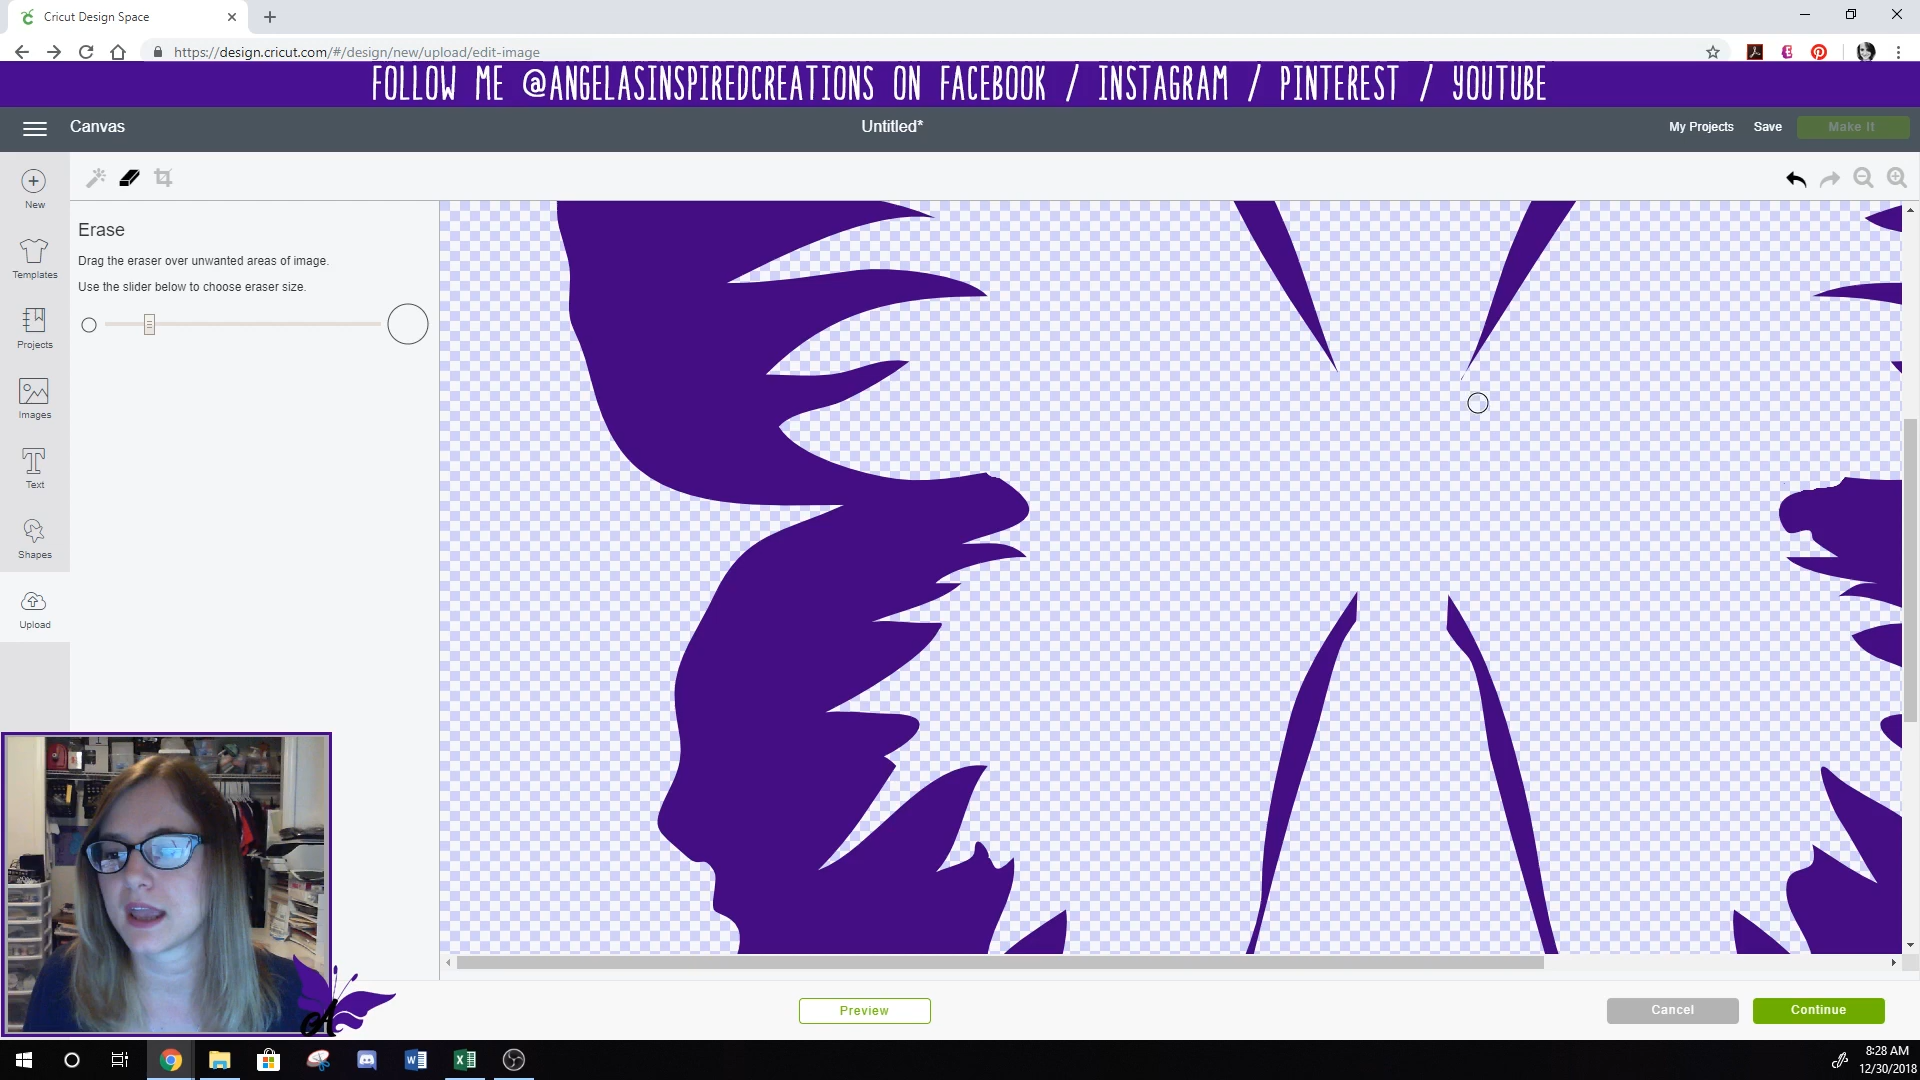 Cricut Design Space
https://design.cricut.com/#/design/new/upload/edit-image
FOLLOW ME @ANGELASINSPIREDCREATIONS ON FACEBOOK / INSTAGRAM / PINTEREST / YOUTUBE
Canvas
Untitled*
My Projects
Save
Make It
New
Templates
Projects
Images
Text
Shapes
Upload
Erase
Drag the eraser over unwanted areas of image.
Use the slider below to choose eraser size.
A
Preview
Cancel
Continue
8:28 AM
12/30/2018